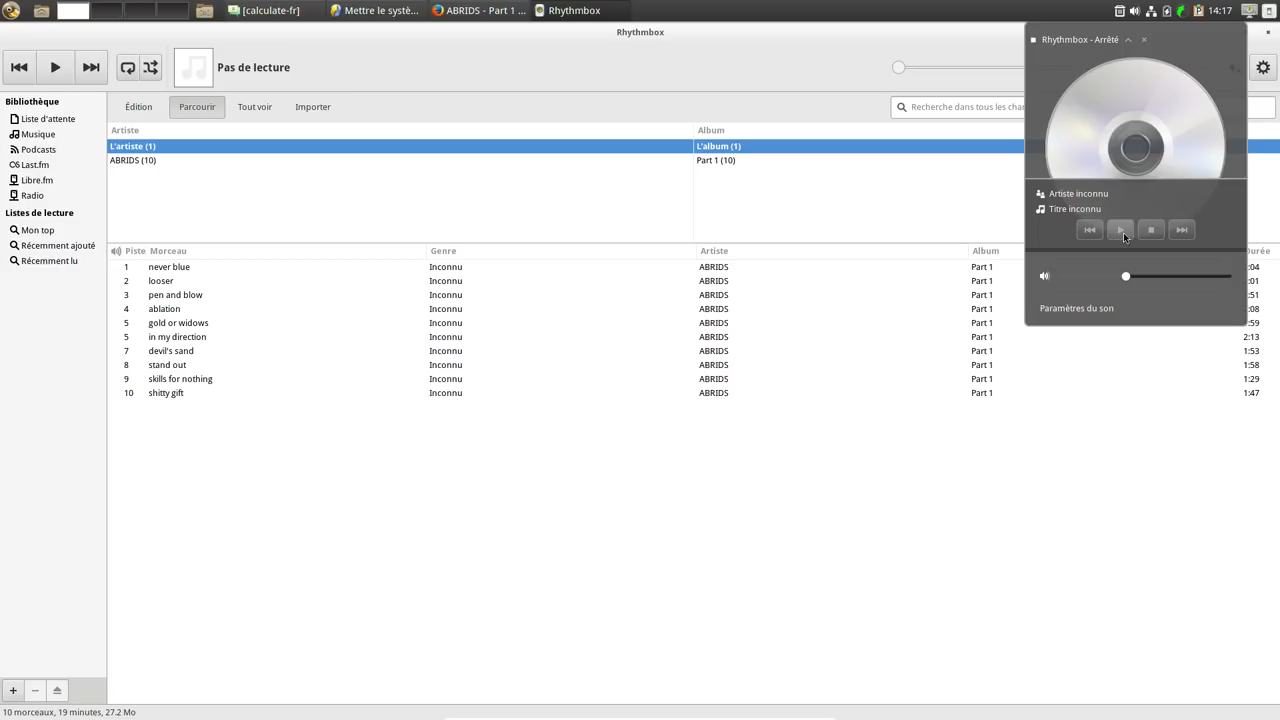 [calculate-fr]
Mettre le systè...
ABRIDS - Part 1 ...
Rhythmbox
14:17
Rhythmbox
Rhythmbox - Arrêté
Pas de lecture
Bibliothèque
Liste d'attente
Musique
Podcasts
Last.fm
Libre.fm
Radio
Listes de lecture
Mon top
Récemment ajouté
Récemment lu
Édition
Parcourir
Tout voir
Importer
Recherche dans tous les char
Artiste Album
L'artiste (1) L'album (1)
ABRIDS (10) Part 1 (10)
Artiste inconnu
Titre inconnu
Paramètres du son
Piste Morceau Genre Artiste Album Durée
1 never blue Inconnu ABRIDS Part 1 :04
2 looser Inconnu ABRIDS Part 1 :01
3 pen and blow Inconnu ABRIDS Part 1 :51
4 ablation Inconnu ABRIDS Part 1 :08
5 gold or widows Inconnu ABRIDS Part 1 :59
5 in my direction Inconnu ABRIDS Part 1 2:13
7 devil's sand Inconnu ABRIDS Part 1 1:53
8 stand out Inconnu ABRIDS Part 1 1:58
9 skills for nothing Inconnu ABRIDS Part 1 1:29
10 shitty gift Inconnu ABRIDS Part 1 1:47
10 morceaux, 19 minutes, 27.2 Mo